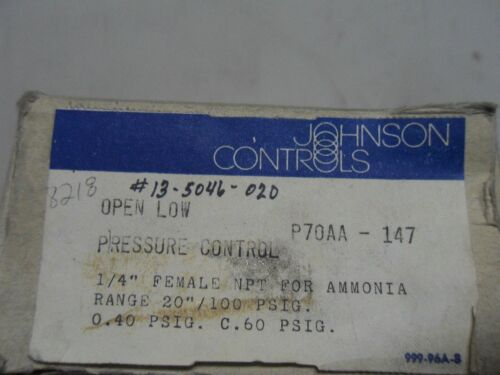 JOHNSON
CONTROLS
8218
#13-5046-020
OPEN LOW
PRESSURE CONTROL
P70AA - 147
1/4" FEMALE NPT FOR AMMONIA
RANGE 20"/100 PSIG.
O.40 PSIG. C.60 PSIG.
999-96A-B